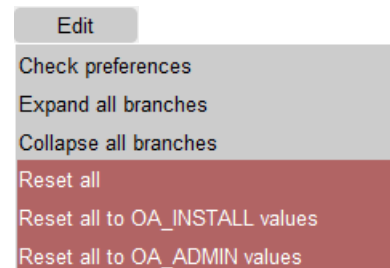 Edit
Check preferences
Expand all branches
Collapse all branches
Reset all
Reset all to OA_INSTALL values
Reset all to OA_ADMIN values